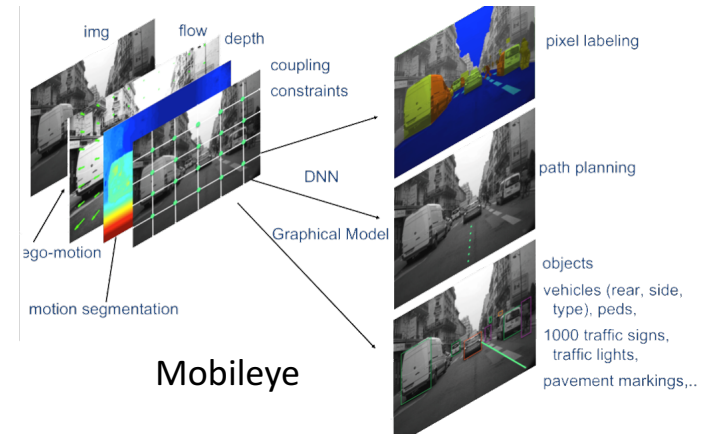 img
flow
depth
coupling
constraints
pixel labeling
DNN
path planning
Graphical Model
ego-motion
motion segmentation
objects
vehicles (rear, side,
type), peds,
1000 traffic signs,
traffic lights,
pavement markings,..
Mobileye